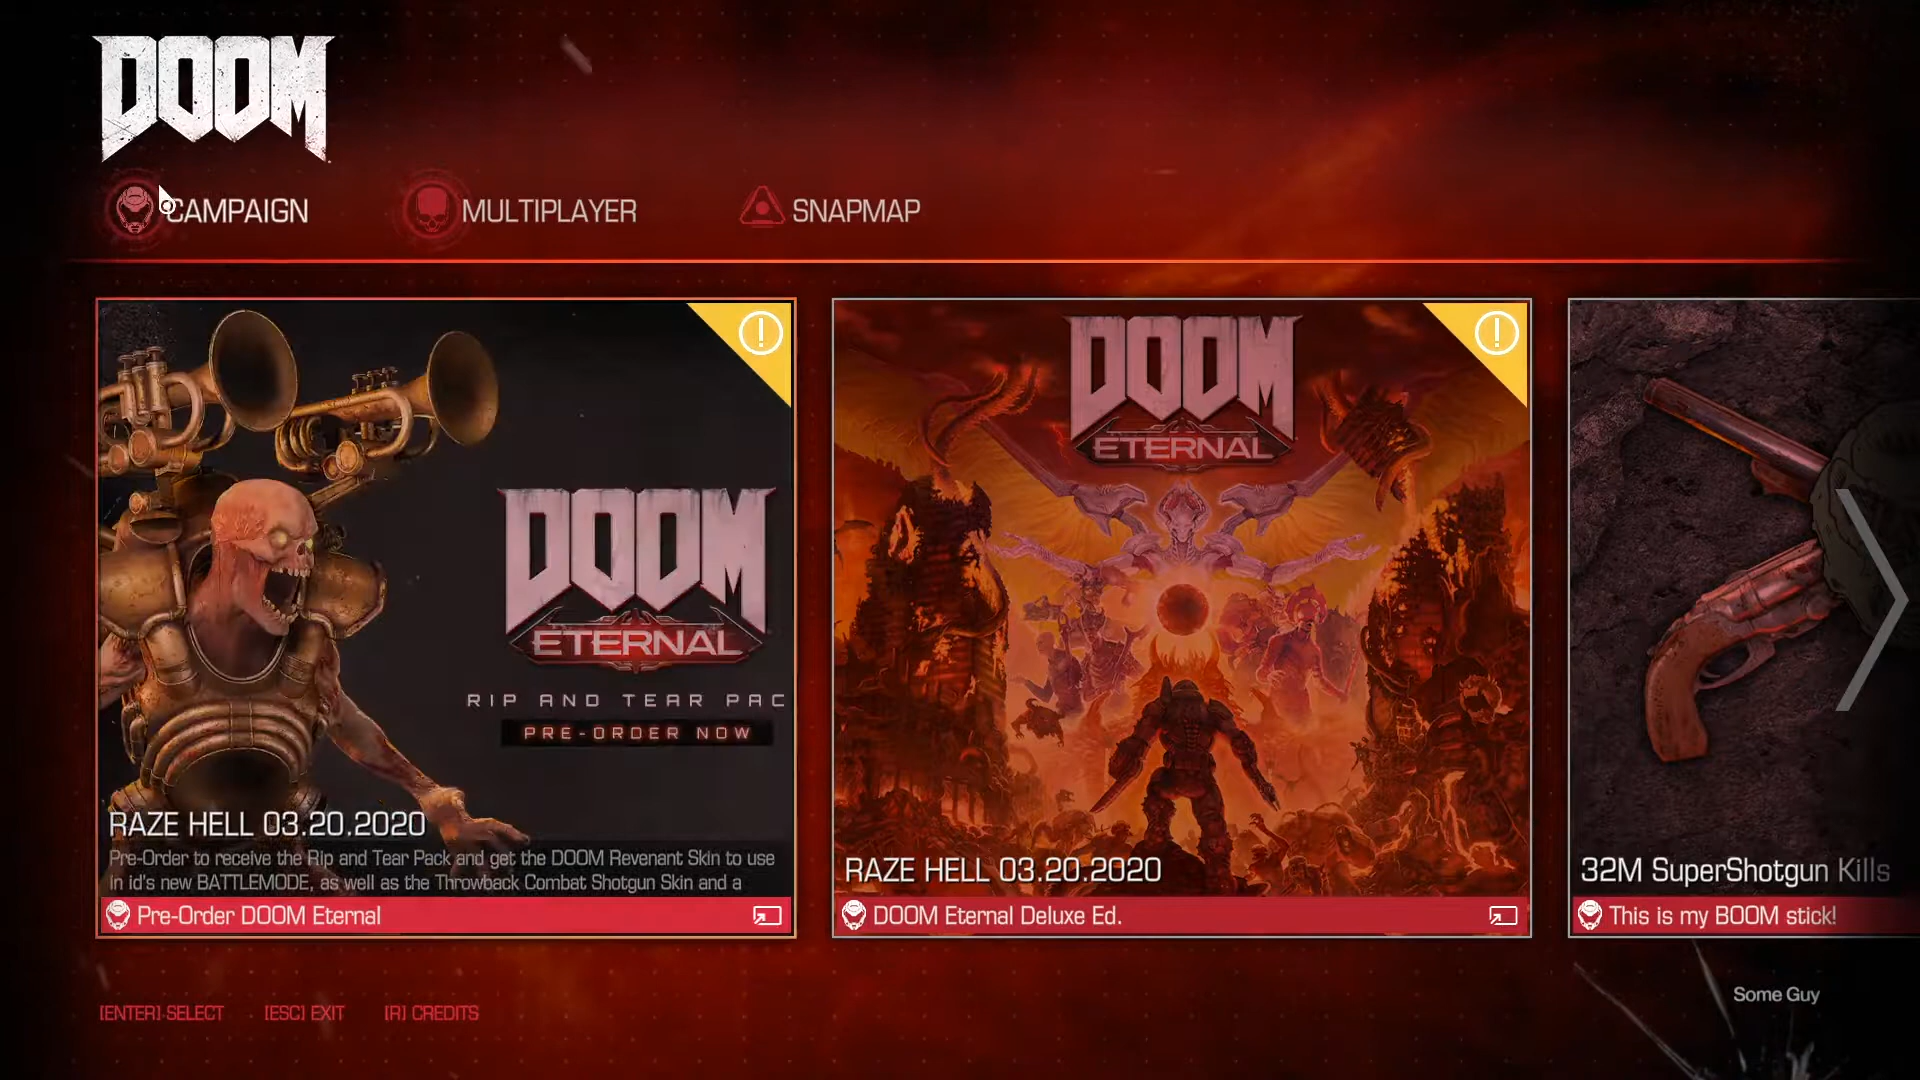 DOOM
CAMPAIGN
MULTIPLAYER
SNAPMAP
DOOM
ETERNAL
RIP AND TEAR PAC
PRE-ORDER NOW
RAZE HELL 03.20.2020
Pre-Order to receive the Rip and Tear Pack and get the DOOM Revenant Skin to use
in id's new BATTLEMODE, as well as the Throwback Combat Shotgun Skin and a
Pre-Order DOOM Eternal
DOOM
ETERNAL
RAZE HELL 03.20.2020
DOOM Eternal Deluxe Ed.
32M SuperShotgun Kills
This is my BOOM stick!
[ENTER] SELECT
[ESC] EXIT
[R] CREDITS
Some Guy